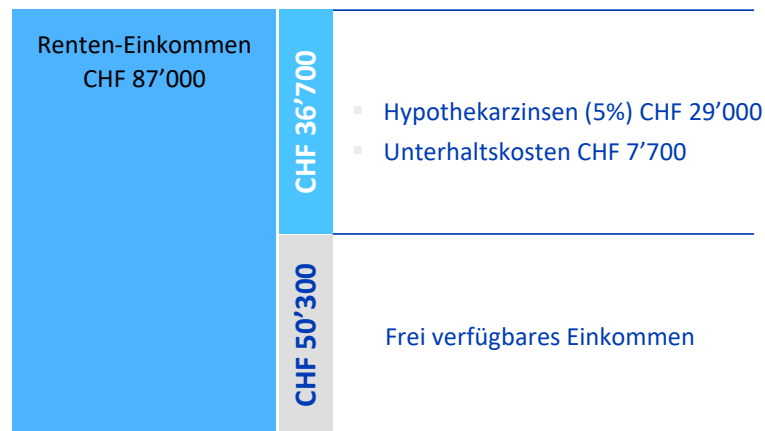 Renten-Einkommen
CHF 87’000
CHF 36’700
▪ Hypothekarzinsen (5%) CHF 29’000
▪ Unterhaltskosten CHF 7’700
CHF 50’300
Frei verfügbares Einkommen